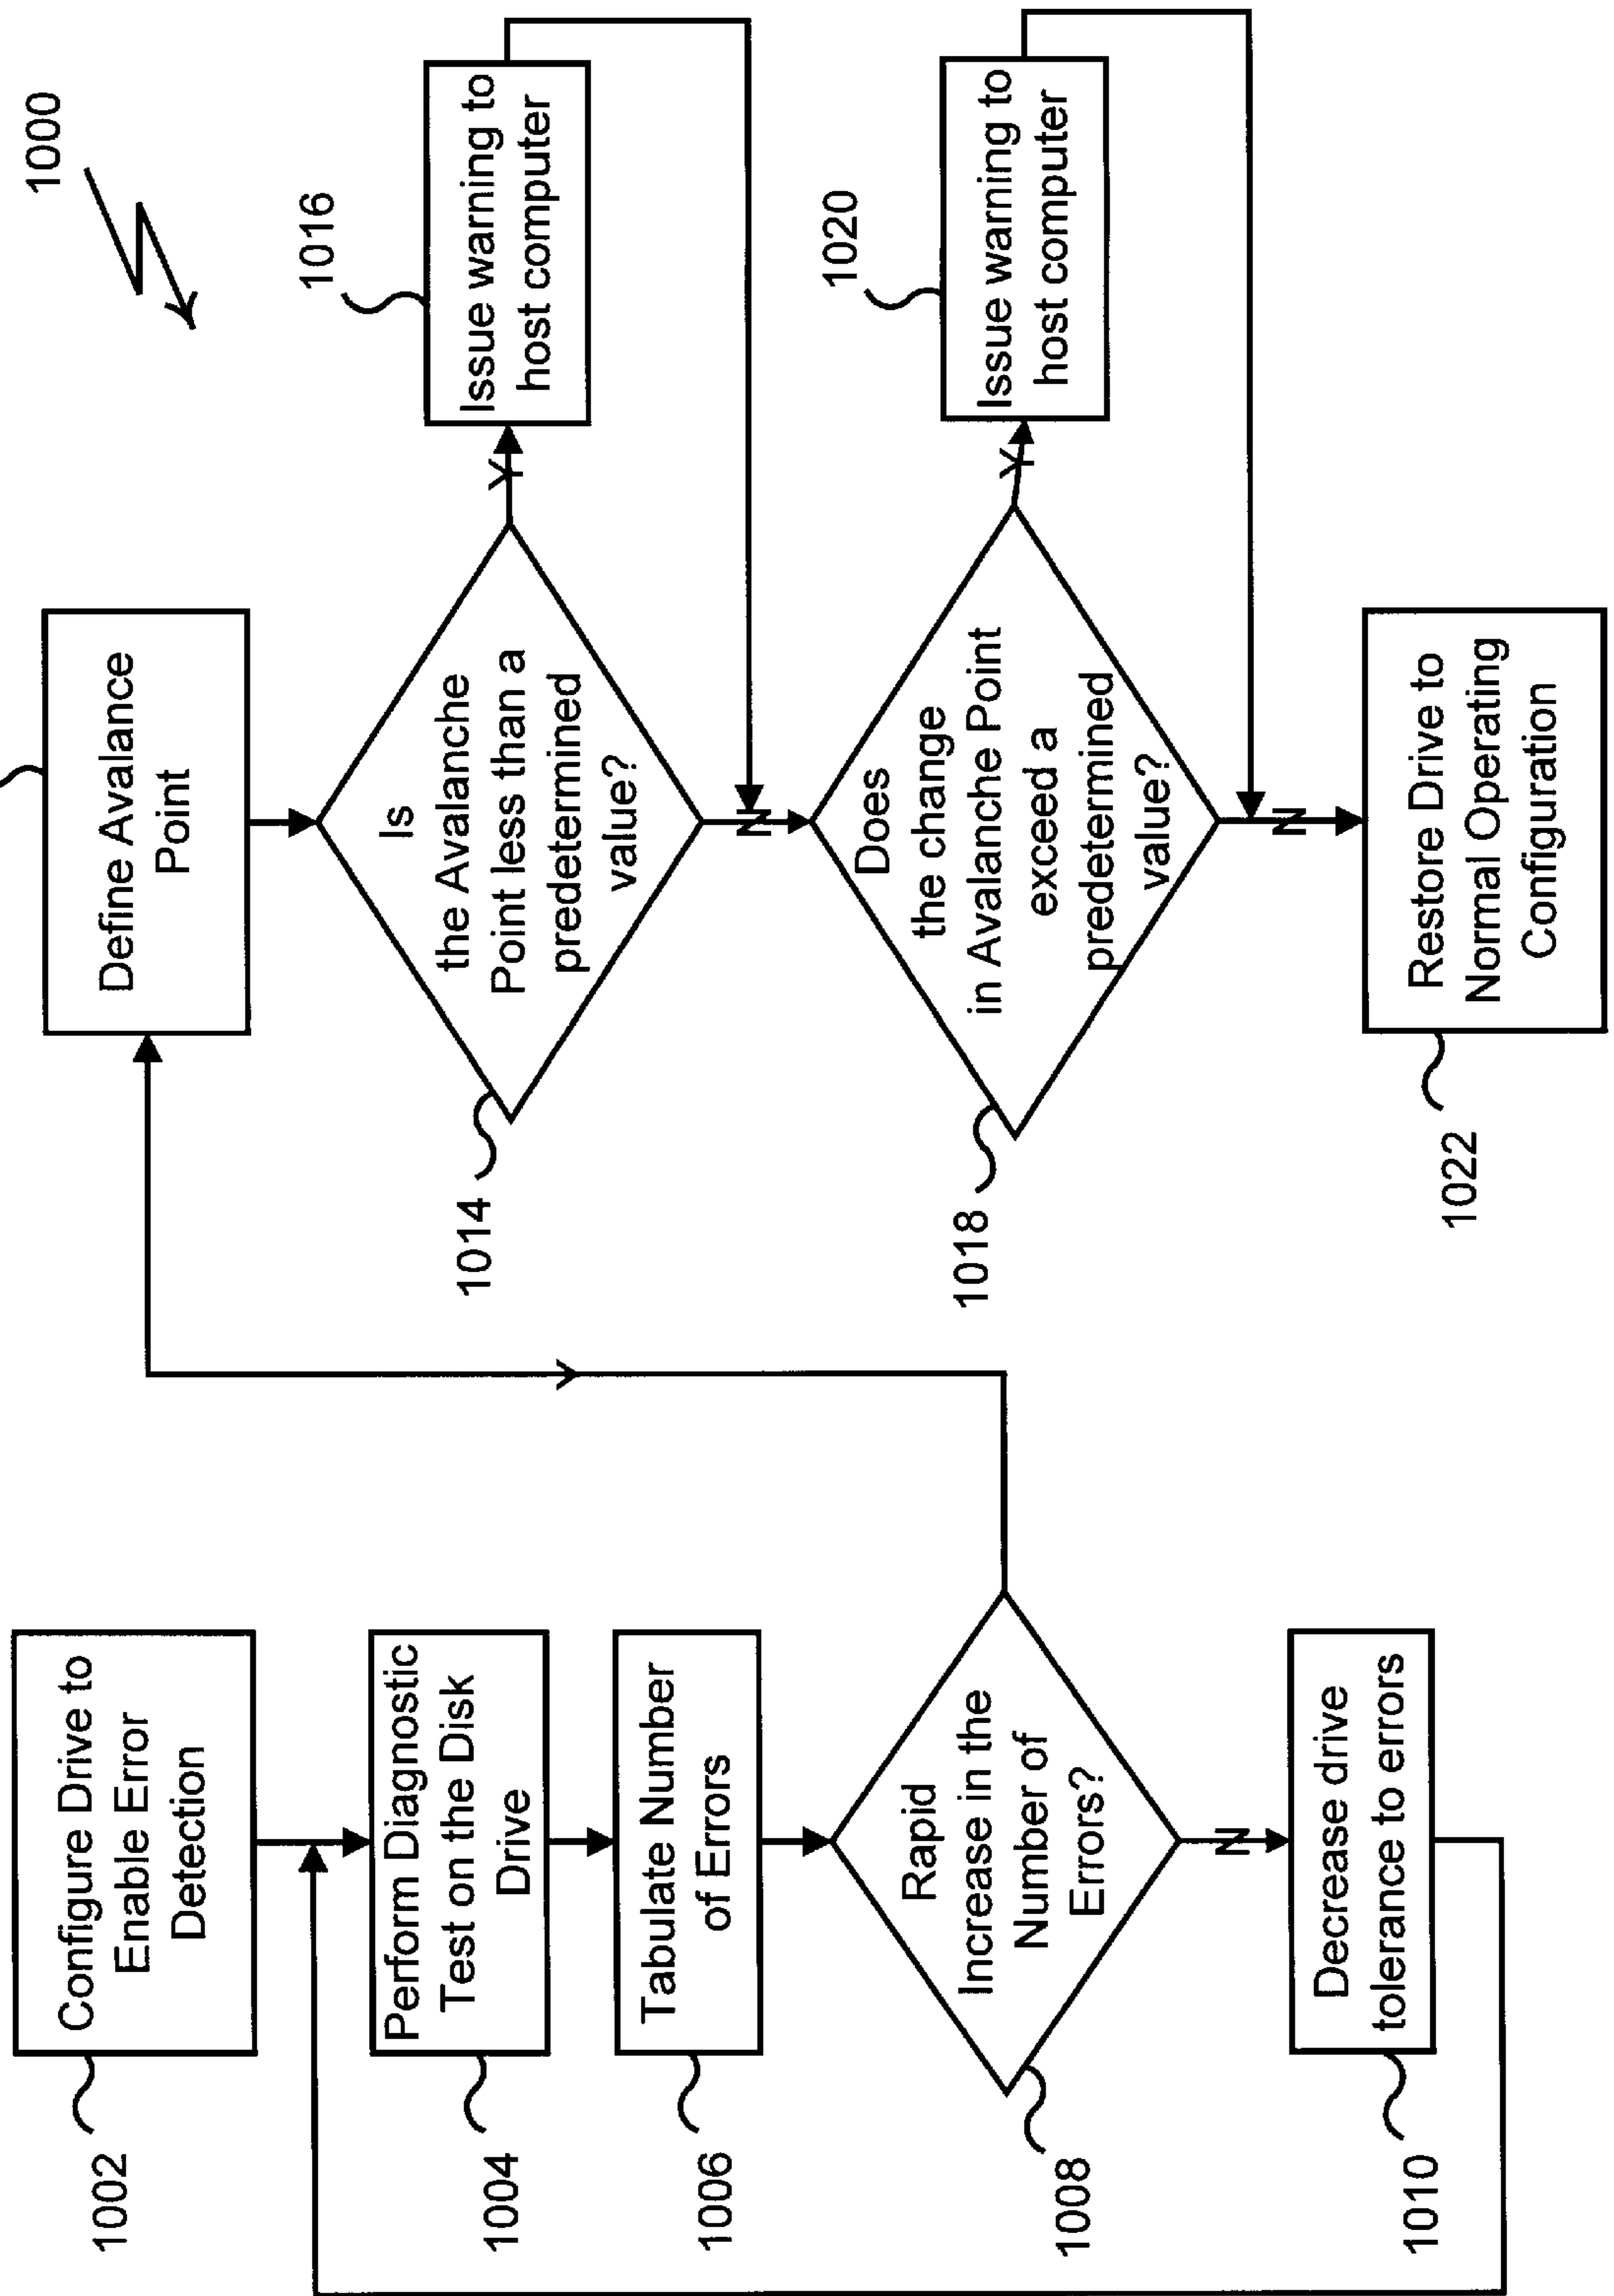 1000
1002
Configure Drive to
Enable Error
Detection
1004
Perform Diagnostic
Test on the Disk
Drive
1006
Tabulate Number
of Errors
1008
Rapid
Increase in the
Number of
Errors?
Y
N
1010
Decrease drive
tolerance to errors
Define Avalance
Point
1014
Is
the Avalanche
Point less than a
predetermined
value?
Y
N
1016
Issue warning to
host computer
1018
Does
the change
in Avalanche Point
exceed a
predetermined
value?
Y
N
1020
Issue warning to
host computer
1022
Restore Drive to
Normal Operating
Configuration